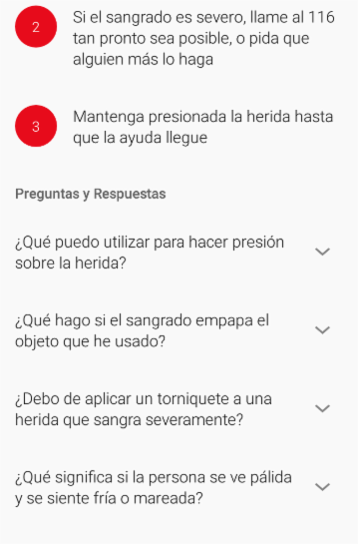 2
Si el sangrado es severo, llame al 116
tan pronto sea posible, o pida que
alguien más lo haga
3
Mantenga presionada la herida hasta
que la ayuda llegue
Preguntas y Respuestas
¿Qué puedo utilizar para hacer presión
sobre la herida?
¿Qué hago si el sangrado empapa el
objeto que he usado?
¿Debo de aplicar un torniquete a una
herida que sangra severamente?
¿Qué significa si la persona se ve pálida
y se siente fría o mareada?